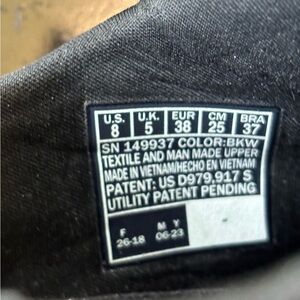 U.S. U.K. EUR CM BRA
8 5 38 25 37
SN 149937 COLOR:BKW
TEXTILE AND MAN MADE UPPER
MADE IN VIETNAM/HECHO EN VIETNAM
PATENT: US D979,917 S
UTILITY PATENT PENDING
F M Y
26-18 06-23